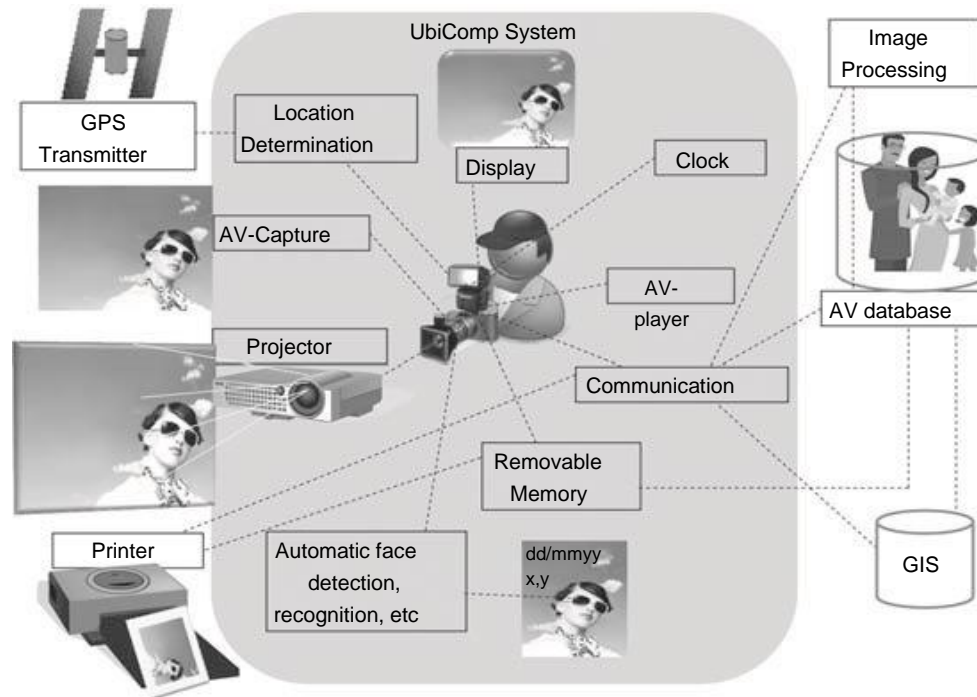 UbiComp System
Image
Processing
GPS
Transmitter
Location
Determination
Display
Clock
AV-Capture
AV-
player
AV database
Projector
Communication
Removable
Memory
Printer
Automatic face
detection,
recognition, etc
dd/mmyy
x,y
GIS